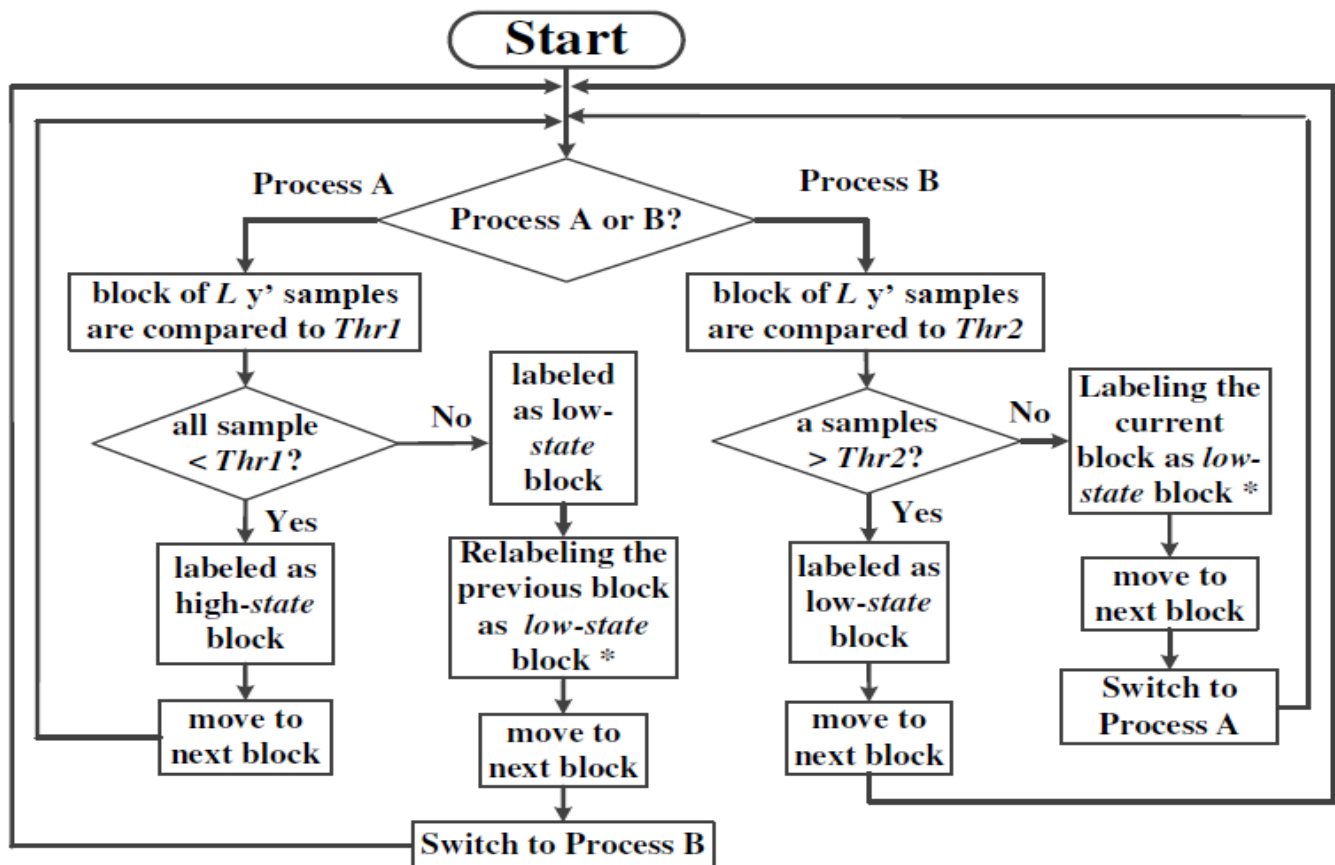 Start
Process A
Process B
Process A or B?
block of L y’ samples
are compared to Thr1
block of L y’ samples
are compared to Thr2
all sample
< Thr1?
No
Yes
labeled
as low-
state
block
Relabeling the
previous block
as low-state
block *
move to
next block
Switch to Process B
labeled as
high-state
block
move to
next block
a samples
> Thr2?
No
Yes
Labeling the
current
block as low-
state block *
move to
next block
Switch to
Process A
labeled as
low-state
block
move to
next block